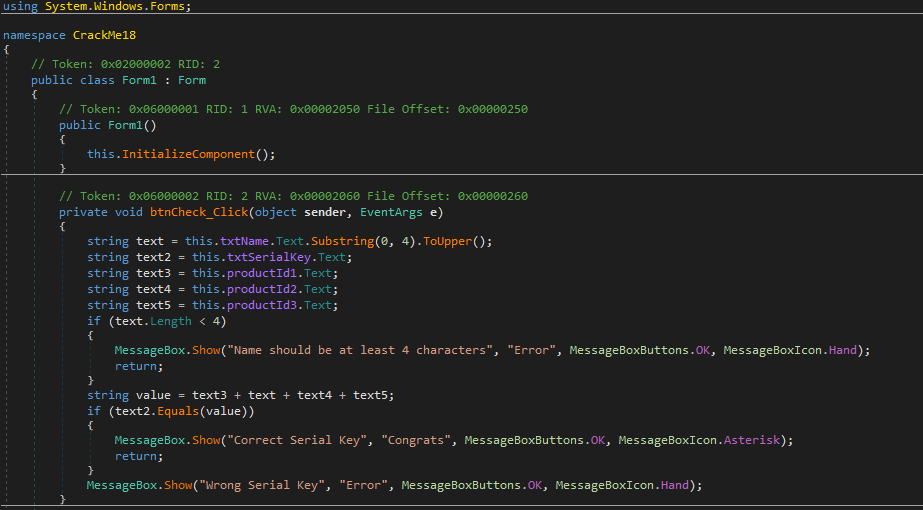 using System.Windows.Forms;
namespace CrackMe18
{
// Token: 0x02000002 RID: 2
public class Form1 : Form
{
// Token: 0x06000001 RID: 1 RVA: 0x00002050 File Offset: 0x00000250
public Form1()
{
this.InitializeComponent();
}
// Token: 0x06000002 RID: 2 RVA: 0x00002060 File Offset: 0x00000260
private void btnCheck_Click(object sender, EventArgs e)
{
string text = this.txtName.Text.Substring(0, 4).ToUpper();
string text2 = this.txtSerialKey.Text;
string text3 = this.productId1.Text;
string text4 = this.productId2.Text;
string text5 = this.productId3.Text;
if (text.Length < 4)
{
MessageBox.Show("Name should be at least 4 characters", "Error", MessageBoxButtons.OK, MessageBoxIcon.Hand);
return;
}
string value = text3 + text + text4 + text5;
if (text2.Equals(value))
{
MessageBox.Show("Correct Serial Key", "Congrats", MessageBoxButtons.OK, MessageBoxIcon.Asterisk);
return;
}
MessageBox.Show("Wrong Serial Key", "Error", MessageBoxButtons.OK, MessageBoxIcon.Hand);
}